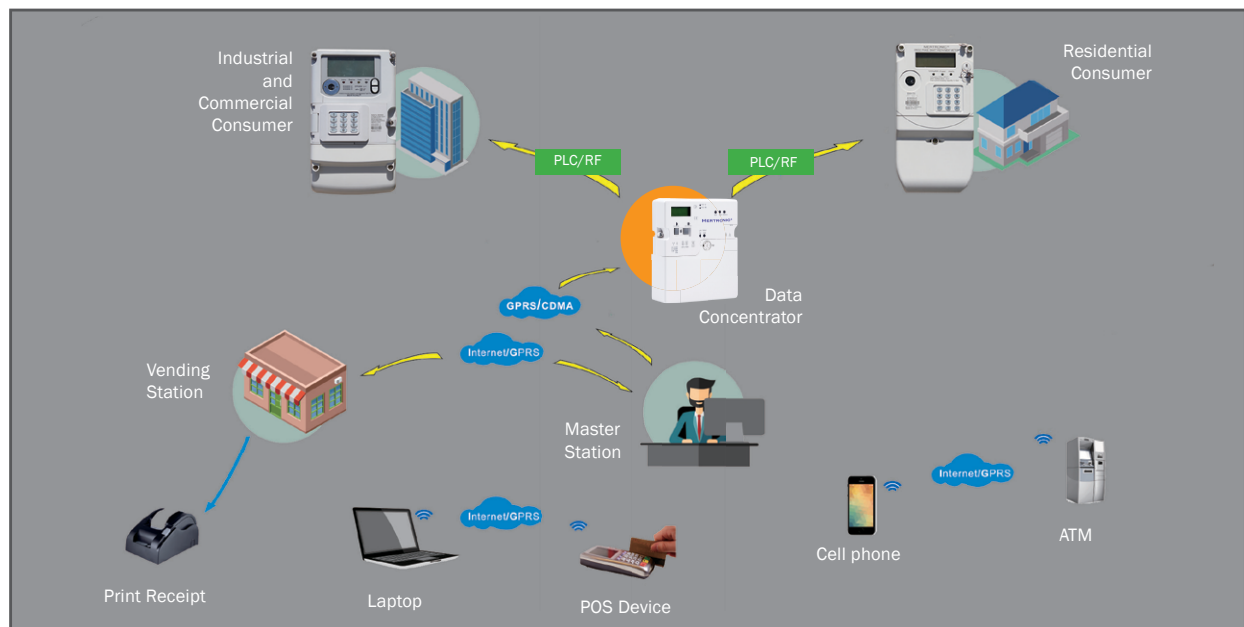 Industrial
and
Commercial
Consumer
Residential
Consumer
PLC/RF
PLC/RF
Data
Concentrator
GPRS/CDMA
Internet/GPRS
Vending
Station
Master
Station
Internet/GPRS
Internet/GPRS
Print Receipt
Laptop
POS Device
Cell phone
ATM